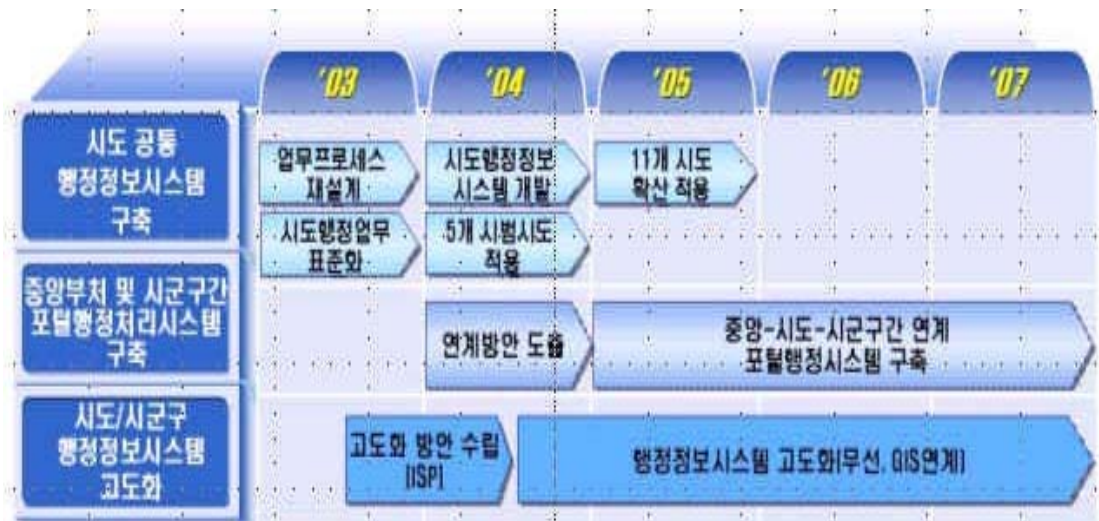 '03
'04
'05
'06
'07
시도 공통
행정정보시스템
구축
업무프로세스
재설계
시도행정정보
시스템 개발
11개 시도
확산 적용
시도행정업무
표준화
5개 시범시도
적용
중앙부처 및 시군구간
포털행정처리시스템
구축
연계방안 도출
중앙-시도-시군구간 연계
포털행정시스템 구축
시도/시군구
행정정보시스템
고도화
고도화 방안 수립
[ISP]
행정정보시스템 고도화[무선, GIS연계]